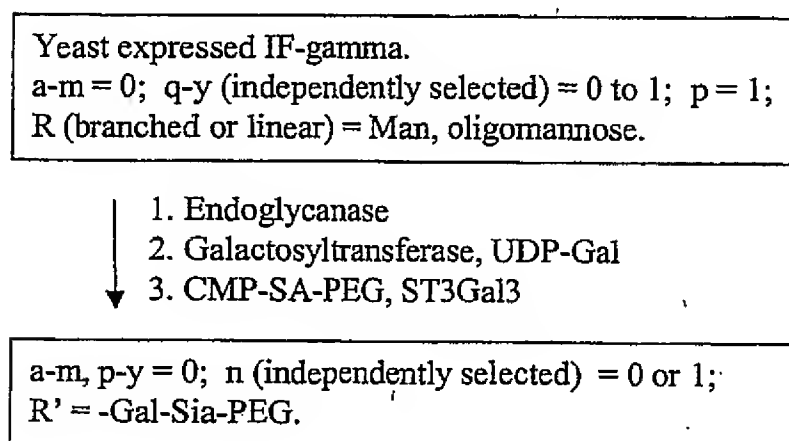 Yeast expressed IF-gamma.
a-m = 0; q-y (independently selected) = 0 to 1; p = 1;
R (branched or linear) = Man, oligomannose.
1. Endoglycanase
2. Galactosyltransferase, UDP-Gal
3. CMP-SA-PEG, ST3Gal3
a-m, p-y = 0; n (independently selected) = 0 or 1;
R' = -Gal-Sia-PEG.